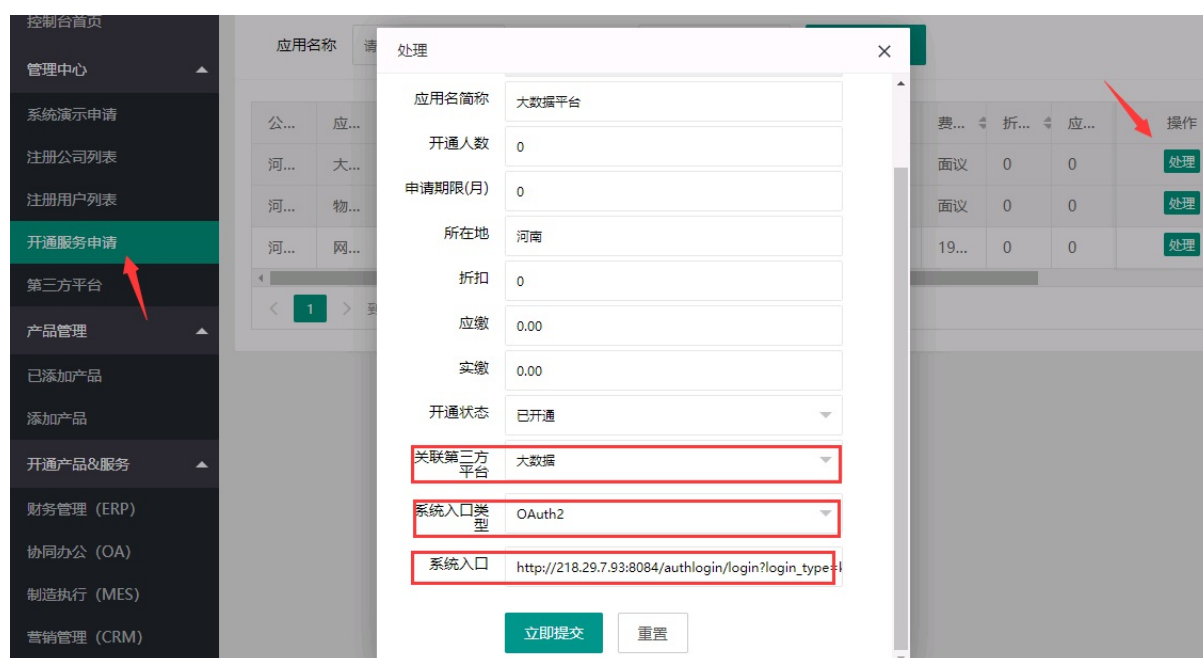 控制台首页
管理中心
系统演示申请
注册公司列表
注册用户列表
开通服务申请
第三方平台
产品管理
已添加产品
添加产品
开通产品&服务
财务管理（ERP）
协同办公（OA）
制造执行（MES）
营销管理（CRM）
应用名称 请
公... 应... 费... 折... 应... 操作
河... 大... 面议 0 0 处理
河... 物... 面议 0 0 处理
河... 网... 19... 0 0 处理
1
处理
应用名简称 大数据平台
开通人数 0
申请期限(月) 0
所在地 河南
折扣 0
应缴 0.00
实缴 0.00
开通状态 已开通
关联第三方
平台 大数据
系统入口类
型 OAuth2
系统入口 http://218.29.7.93:8084/authlogin/login?login_type=
立即提交 重置